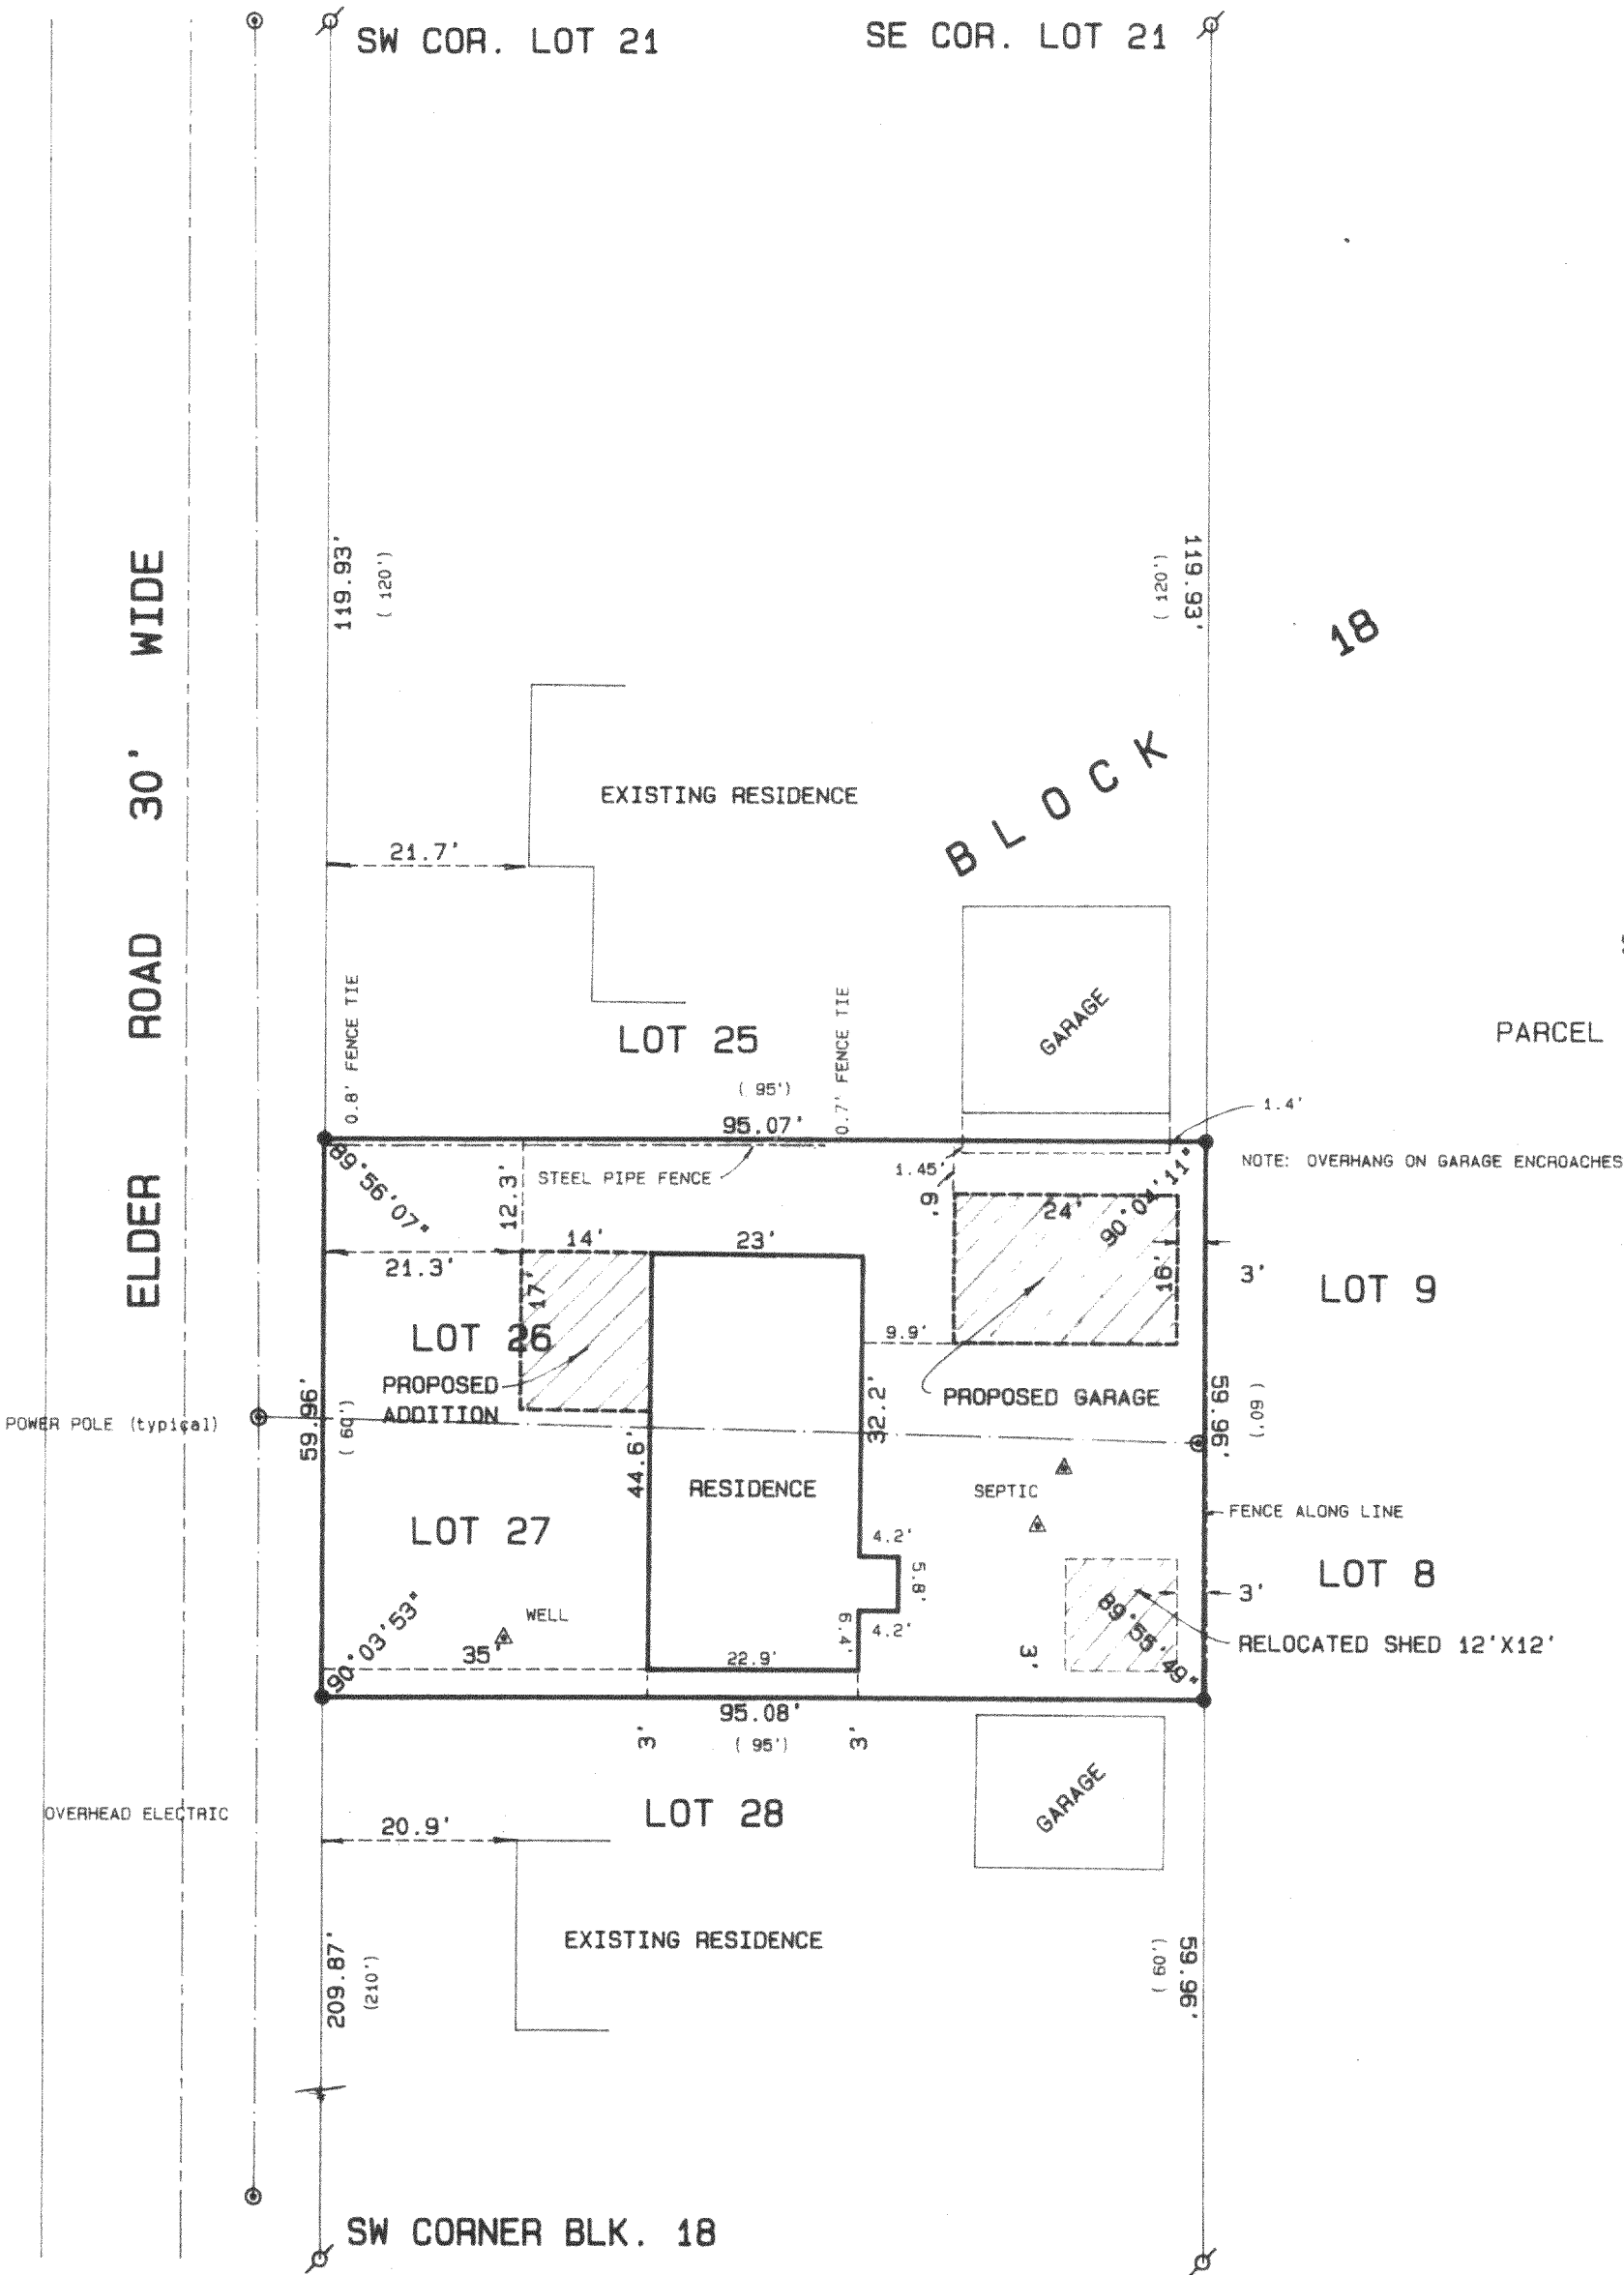 SW COR. LOT 21
SE COR. LOT 21
ELDER ROAD 30' WIDE
119.93'
( 120')
119.93'
( 120')
BLOCK 18
EXISTING RESIDENCE
21.7'
GARAGE
LOT 25
PARCEL
0.8' FENCE TIE
0.7' FENCE TIE
( 95')
95.07'
1.4'
NOTE: OVERHANG ON GARAGE ENCROACHES
89°56'07"
STEEL PIPE FENCE
12.3'
1.45'
6'
24'
90°04'11"
14'
23'
21.3'
17'
16'
3'
LOT 9
LOT 26
9.9'
PROPOSED
ADDITION
PROPOSED GARAGE
59.96'
( 60')
32.2'
59.96'
( 60')
POWER POLE (typical)
44.6'
RESIDENCE
SEPTIC
FENCE ALONG LINE
LOT 27
4.2'
5.8'
LOT 8
3'
90°03'53"
WELL
6.4'
4.2'
89°55'49"
RELOCATED SHED 12'X12'
35'
22.9'
3'
95.08'
( 95')
3'
3'
OVERHEAD ELECTRIC
LOT 28
GARAGE
20.9'
EXISTING RESIDENCE
209.87'
(210')
59.96'
( 60')
SW CORNER BLK. 18